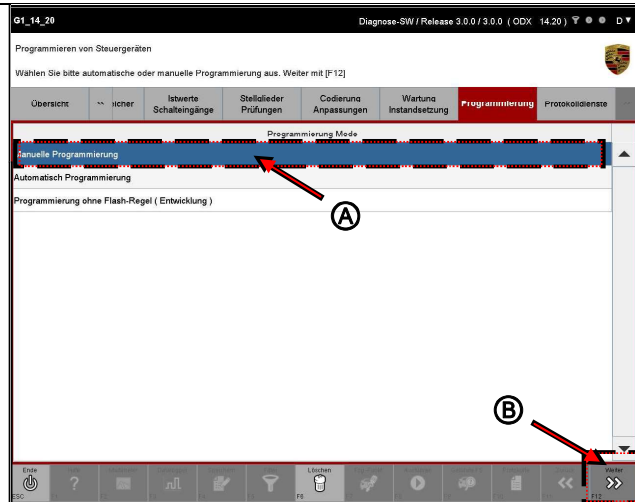 G1_14_20
Diagnose-SW / Release 3.0.0 / 3.0.0 ( ODX 14.20 )
D
Programmieren von Steuergeräten
Wählen Sie bitte automatische oder manuelle Programmierung aus. Weiter mit [F12]
Übersicht
icher
Istwerte
Schalteingänge
Stellglieder
Prüfungen
Codierung
Anpassungen
Wartung
Instandsetzung
Programmierung
Protokolldienste
Programmierung Mode
Manuelle Programmierung
Automatisch Programmierung
Programmierung ohne Flash-Regel ( Entwicklung )
A
B
Ende
ESC
Löschen
F8
Weiter
F12